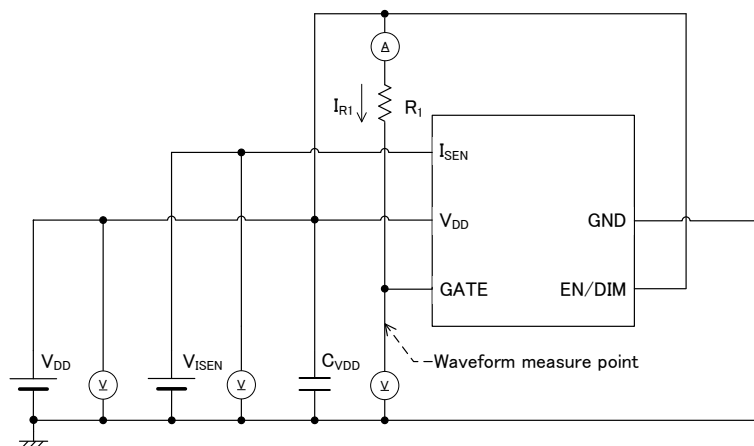 A
I_R1
R_1
I_SEN
V_DD
GND
GATE
EN/DIM
V_DD
V
V_ISEN
V
C_VDD
V
Waveform measure point